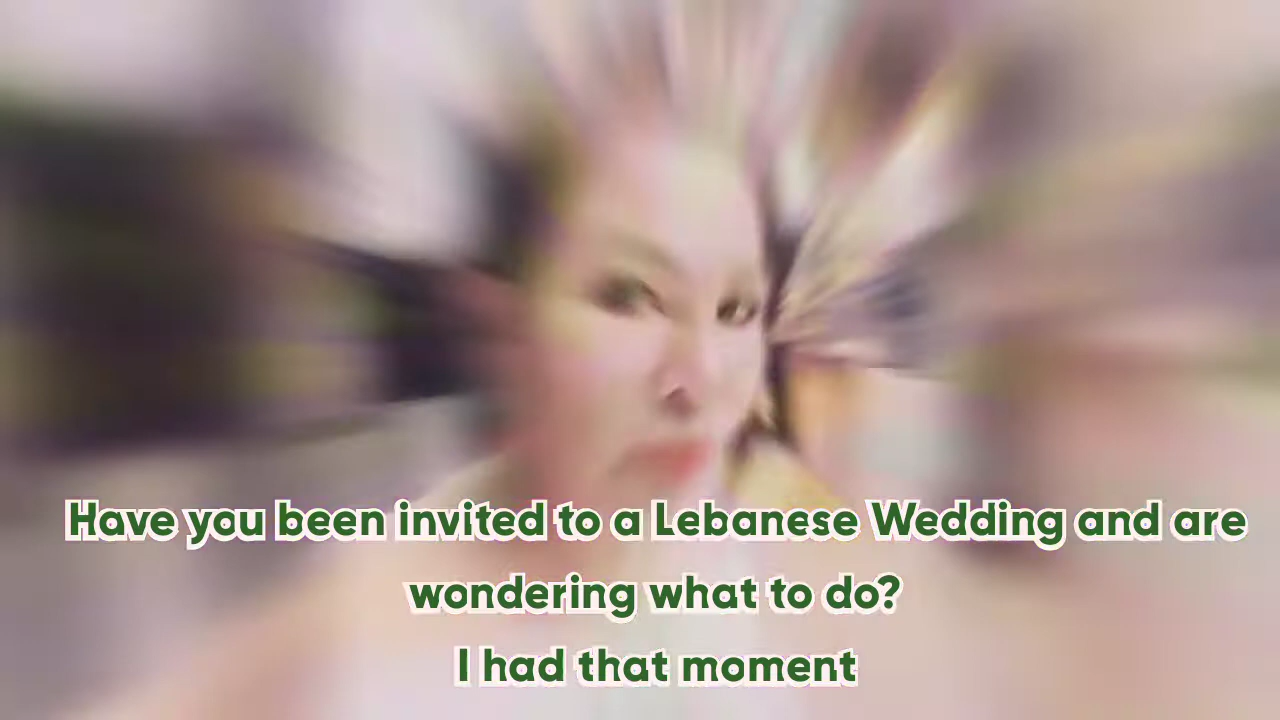 Have you been invited to a Lebanese Wedding and are
wondering what to do?
I had that moment